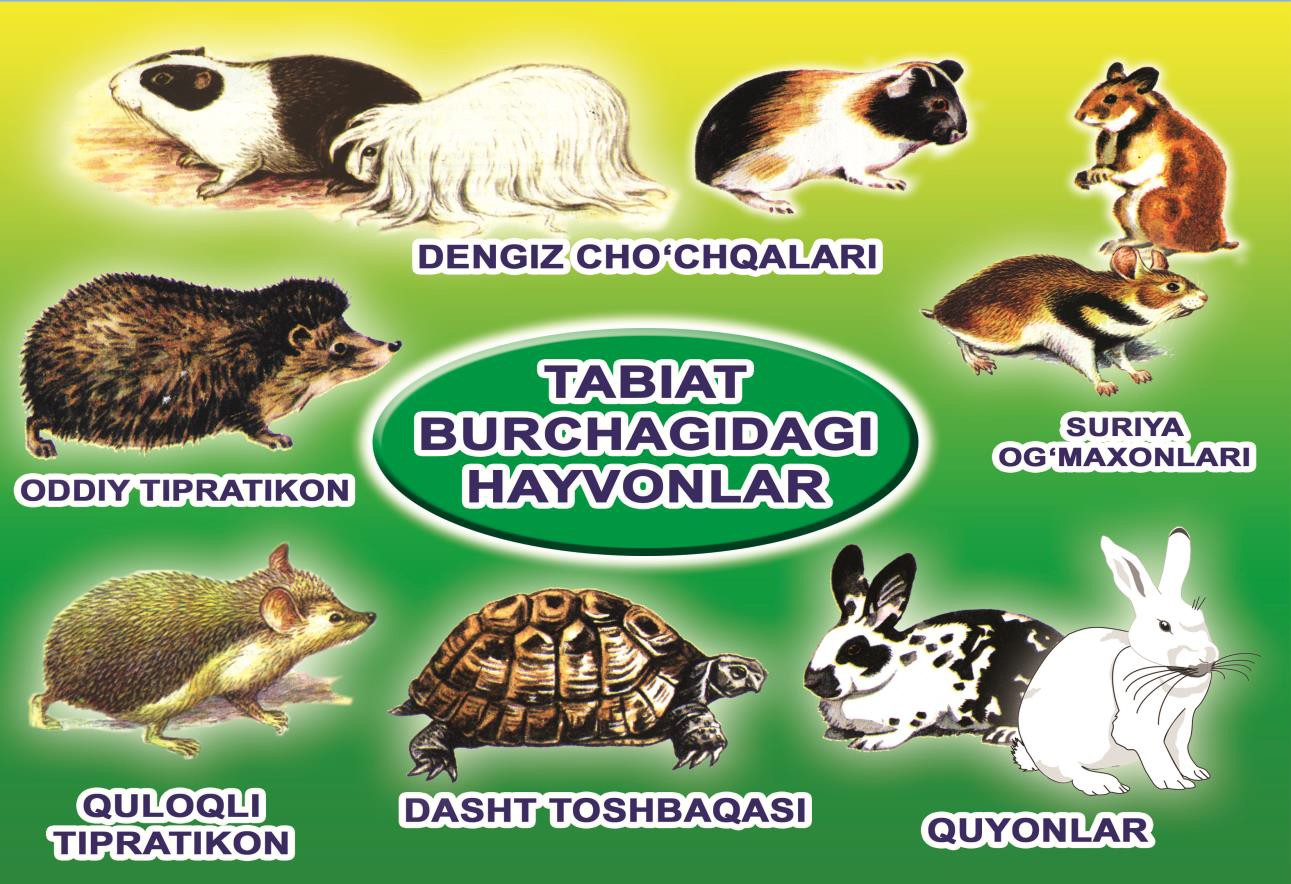 DENGIZ CHO‘CHQALARI
TABIAT
BURCHAGIDAGI
HAYVONLAR
SURIYA
OG‘MAXONLARI
ODDIY TIPRATIKON
QULOQLI
TIPRATIKON
DASHT TOSHBAQASI
QUYONLAR